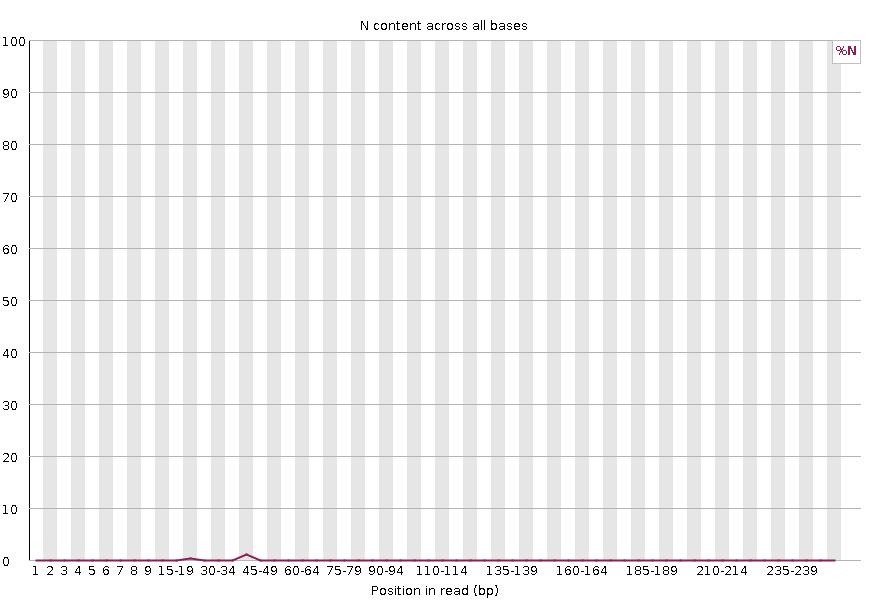 N content across all bases
%N
100
90
80
70
60
50
40
30
20
10
0
1 2 3 4 5 6 7 8 9 15-19 30-34 45-49 60-64 75-79 90-94 110-114 135-139 160-164 185-189 210-214 235-239
Position in read (bp)